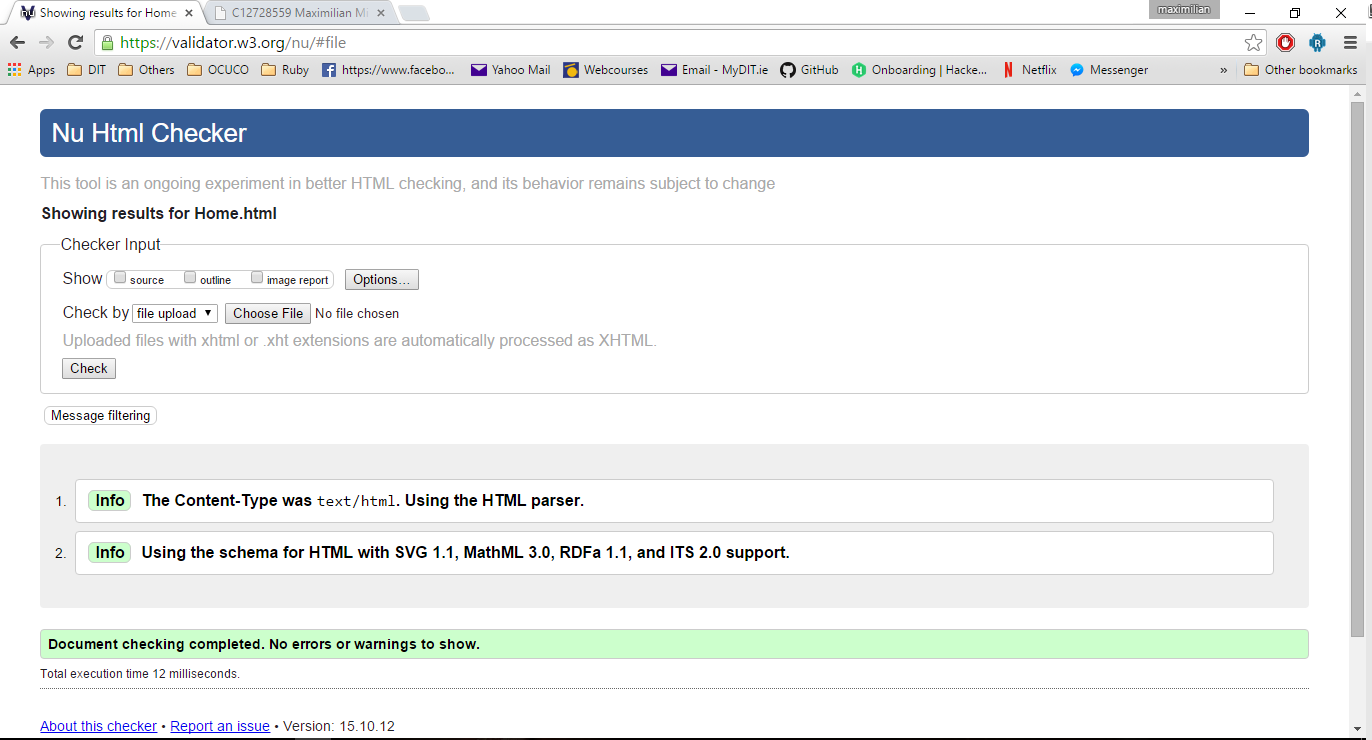 Showing results for Home
C12728559 Maximilian Mi
maximilian
https://validator.w3.org/nu/#file
Apps DIT Others OCUCO Ruby https://www.facebo... Yahoo Mail Webcourses Email - MyDIT.ie GitHub Onboarding | Hacke... Netflix Messenger » Other bookmarks
Nu Html Checker
This tool is an ongoing experiment in better HTML checking, and its behavior remains subject to change
Showing results for Home.html
Checker Input
Show source outline image report Options...
Check by file upload Choose File No file chosen
Uploaded files with xhtml or .xht extensions are automatically processed as XHTML.
Check
Message filtering
1. Info The Content-Type was text/html. Using the HTML parser.
2. Info Using the schema for HTML with SVG 1.1, MathML 3.0, RDFa 1.1, and ITS 2.0 support.
Document checking completed. No errors or warnings to show.
Total execution time 12 milliseconds.
About this checker • Report an issue • Version: 15.10.12